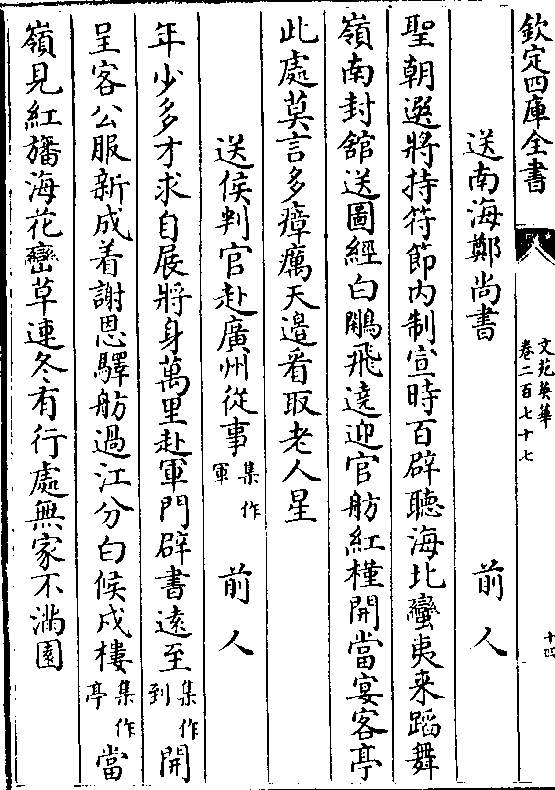 欽定四庫全書
文苑英華
卷二百七十七
十四
送南海鄭尚書 前人
聖朝選將持符節内制宣時百辟聽海北蠻夷来蹈舞
嶺南封館送圖經白鷳飛遶迎官舫紅槿開當宴客亭
此處莫言多瘴癘天邉看取老人星
送侯判官赴廣州從事集作軍 前人
年少多才求自展將身萬里赴軍門辟書逺至集作到開
呈客公服新成着謝恩驛舫過江分白候戍樓集作亭當
嶺見紅旛海花巒草連冬有行處無家不滿園